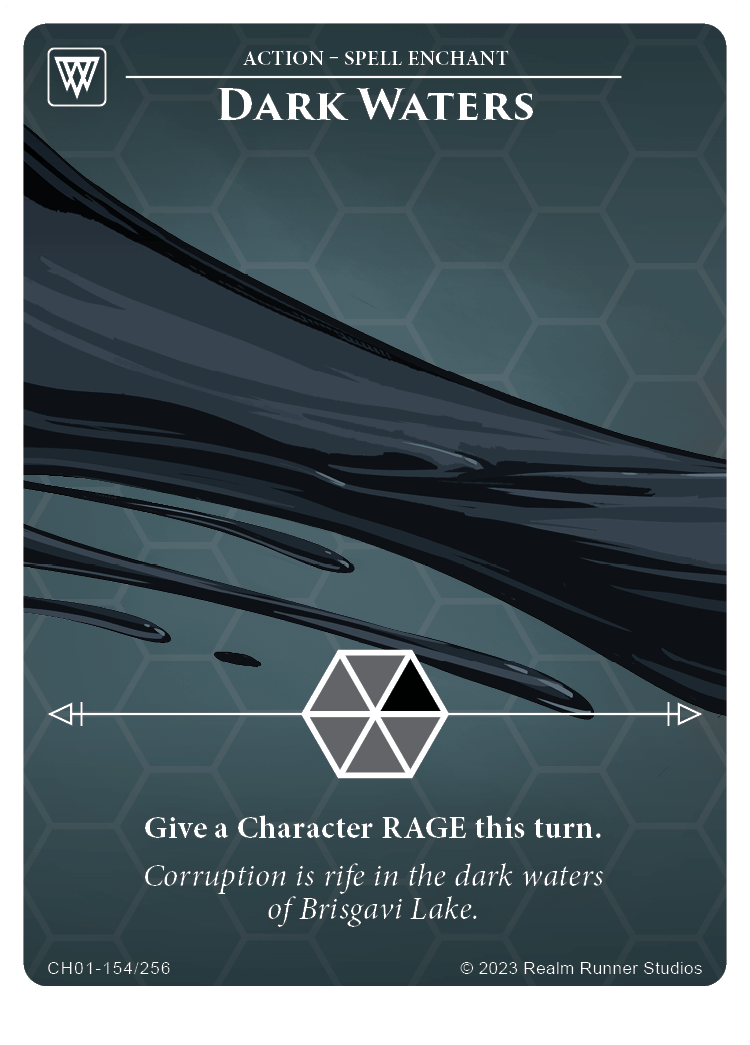 ACTION – SPELL ENCHANT
DARK WATERS
Give a Character RAGE this turn.
Corruption is rife in the dark waters
of Brisgavi Lake.
CH01-154/256
© 2023 Realm Runner Studios